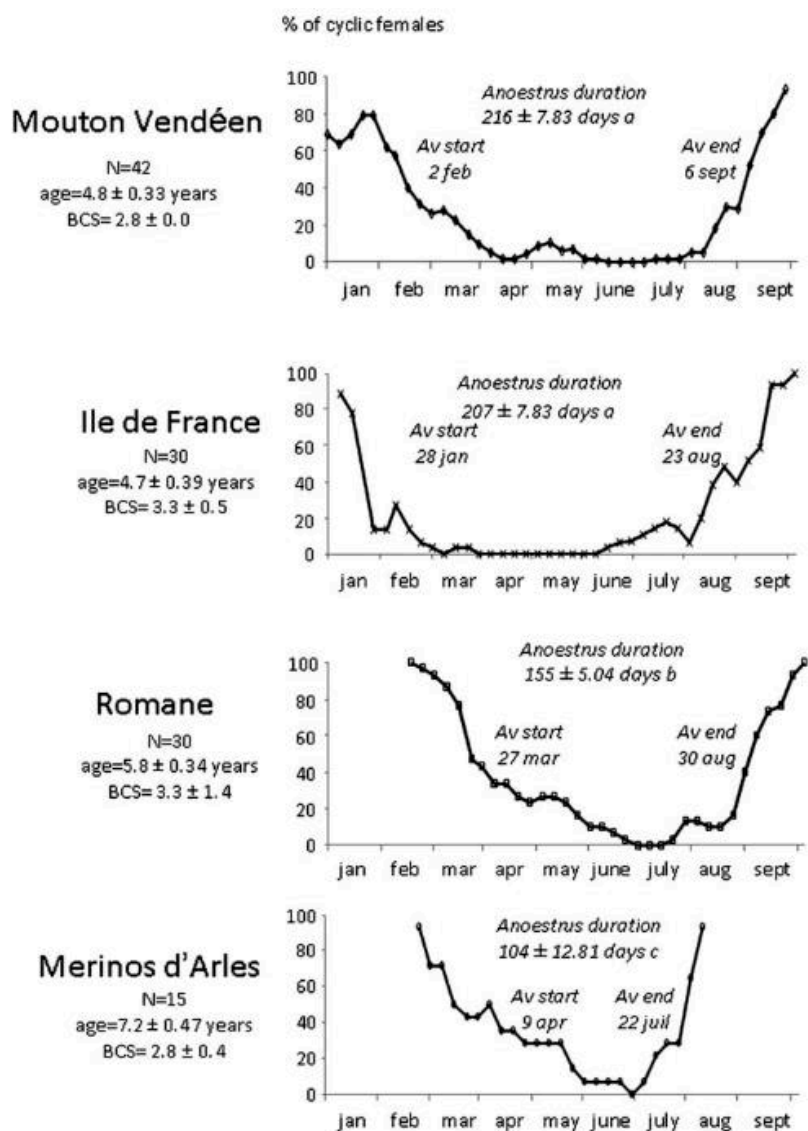 % of cyclic females
Mouton Vendéen
N=42
age=4.8 ± 0.33 years
BCS= 2.8 ± 0.0
100
80
60
40
20
0
Anoestrus duration
216 ± 7.83 days a
Av start
2 feb
Av end
6 sept
jan feb mar apr may june july aug sept
Ile de France
N=30
age=4.7 ± 0.39 years
BCS= 3.3 ± 0.5
100
80
60
40
20
0
Anoestrus duration
207 ± 7.83 days a
Av start
28 jan
Av end
23 aug
jan feb mar apr may june july aug sept
Romane
N=30
age=5.8 ± 0.34 years
BCS= 3.3 ± 1.4
100
80
60
40
20
0
Anoestrus duration
155 ± 5.04 days b
Av start
27 mar
Av end
30 aug
jan feb mar apr may june july aug sept
Merinos d'Arles
N=15
age=7.2 ± 0.47 years
BCS= 2.8 ± 0.4
100
80
60
40
20
0
Anoestrus duration
104 ± 12.81 days c
Av start
9 apr
Av end
22 juil
jan feb mar apr may june july aug sept